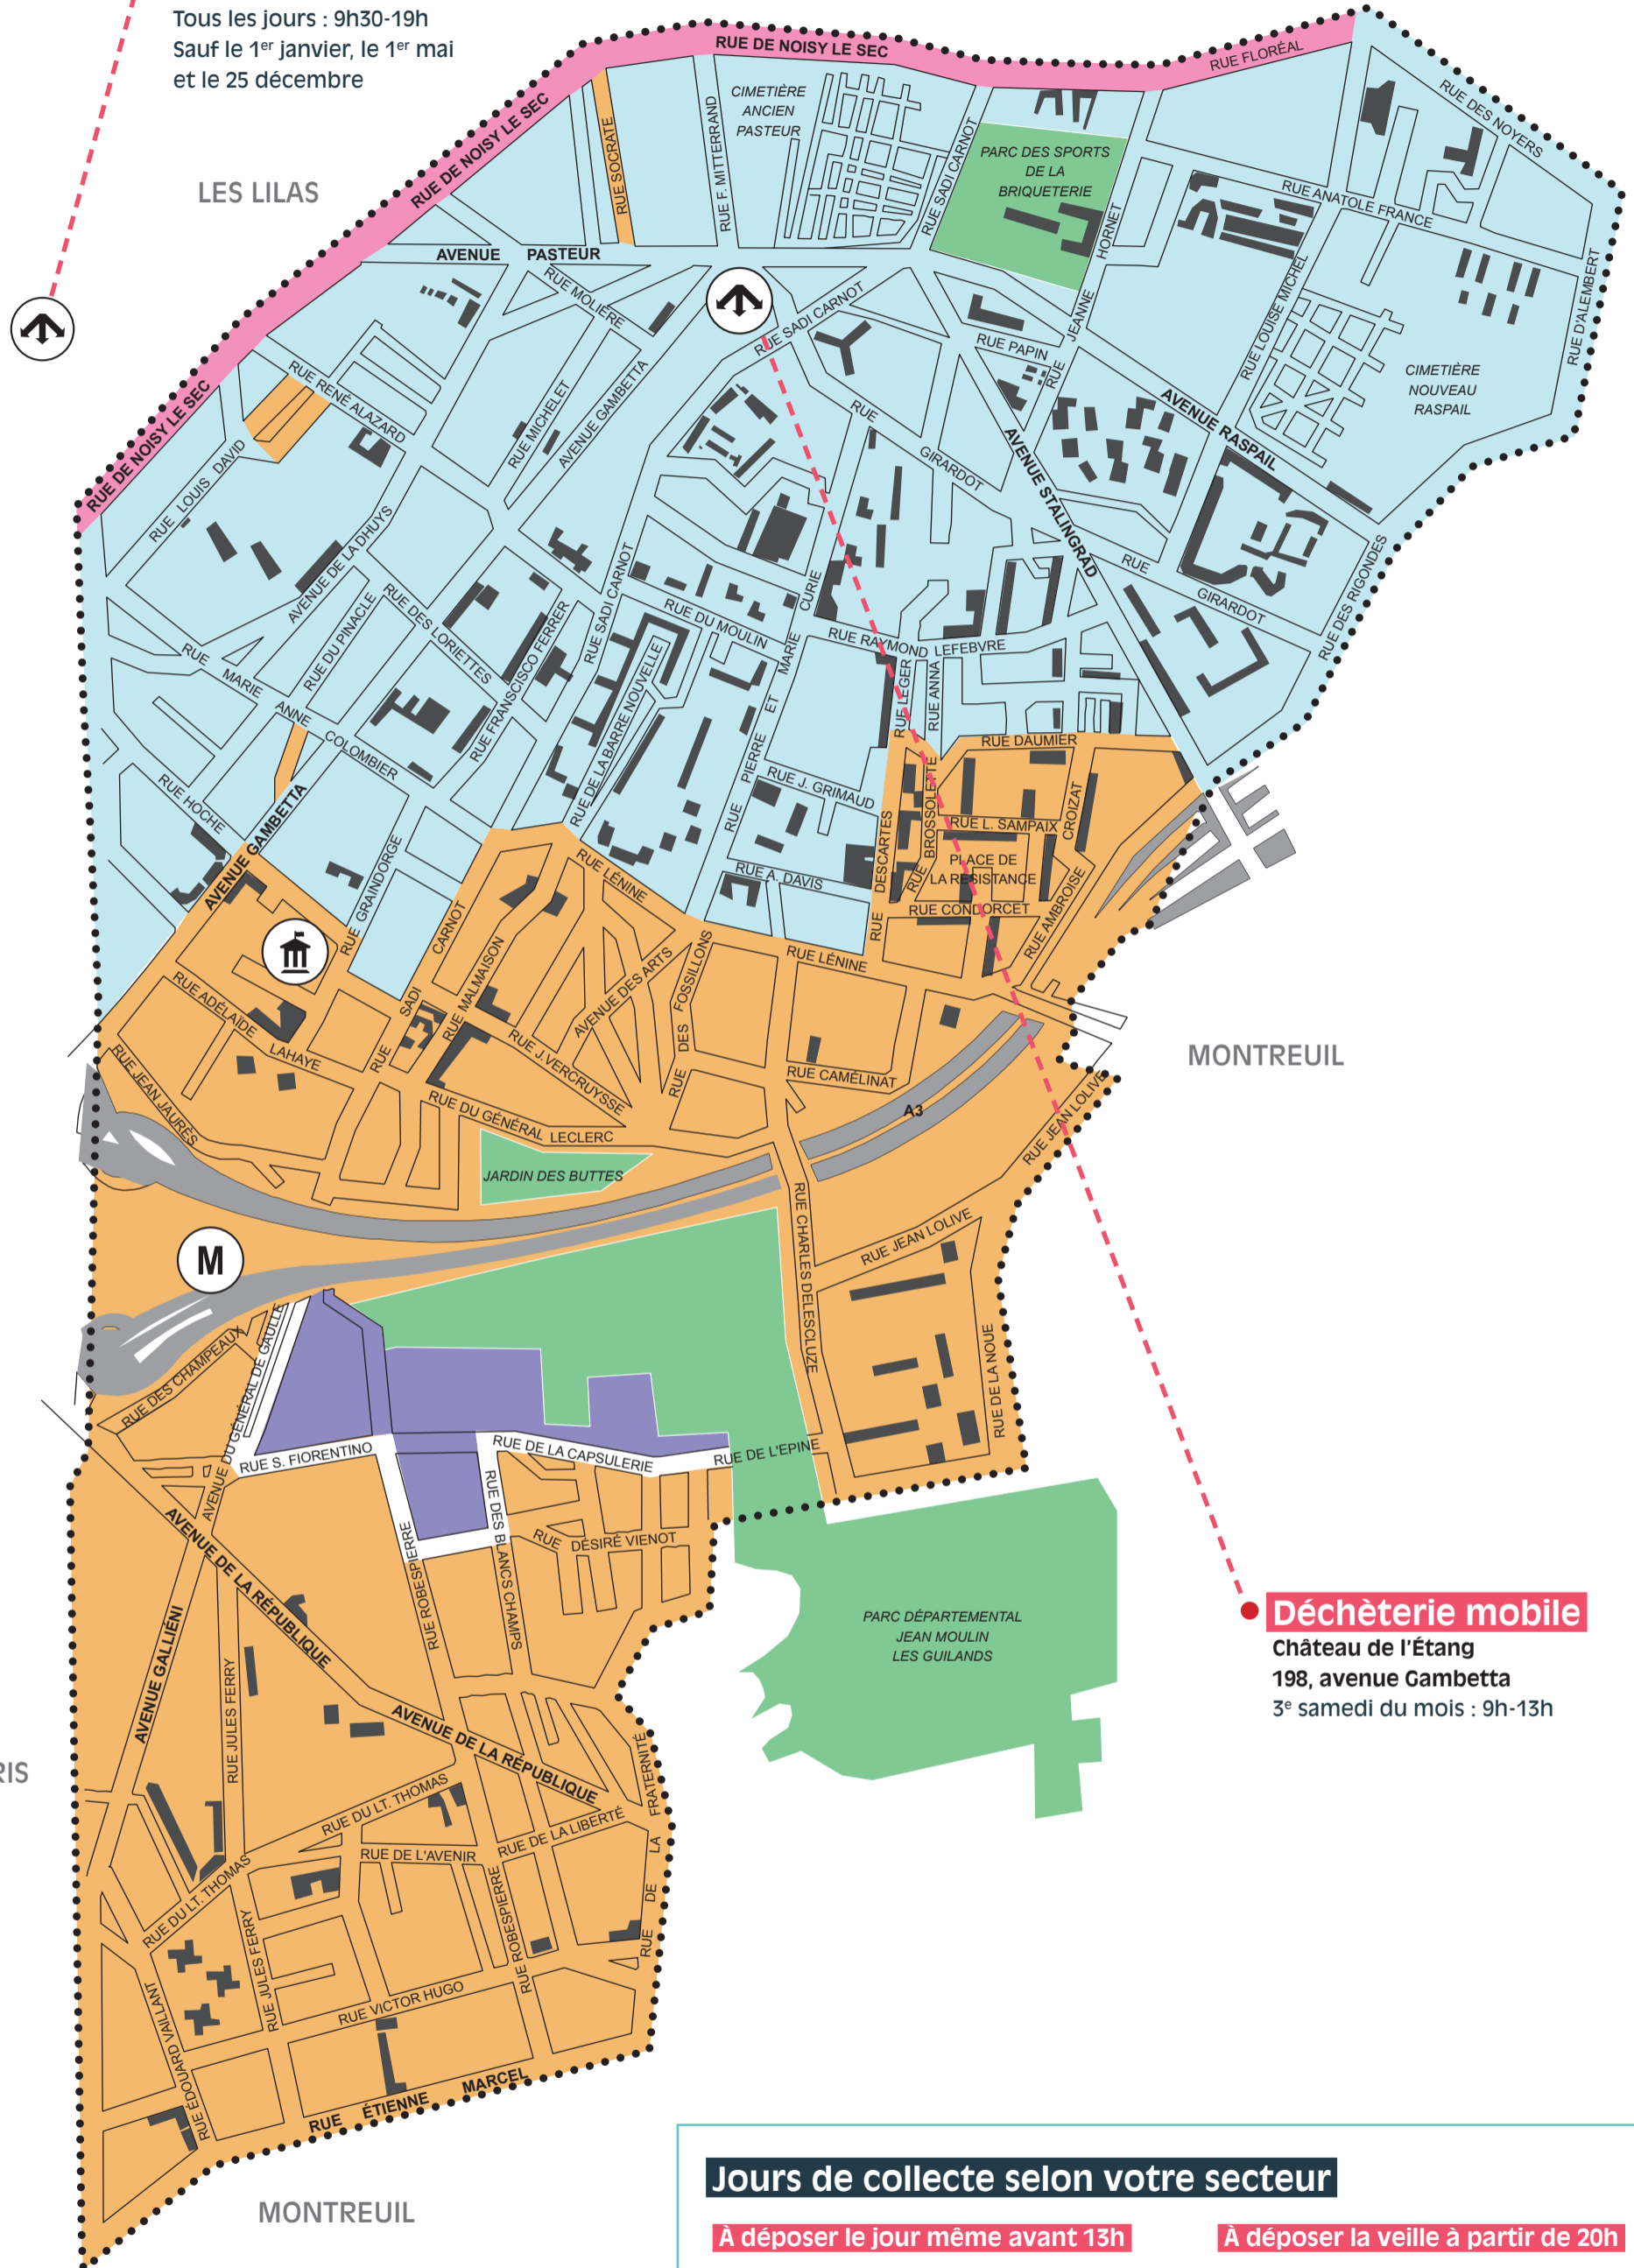 Tous les jours : 9h30-19h
Sauf le 1er janvier, le 1er mai
et le 25 décembre
LES LILAS
RUE DE NOISY LE SEC
RUE DE NOISY LE SEC
RUE DE NOISY LE SEC
RUE FLORÉAL
RUE DES NOYERS
CIMETIÈRE
ANCIEN
PASTEUR
RUE SOCRATE
RUE F. MITTERRAND
RUE SADI CARNOT
PARC DES SPORTS
DE LA
BRIQUETERIE
RUE ANATOLE FRANCE
AVENUE PASTEUR
RUE MOLIÈRE
RUE SADI CARNOT
RUE JEANNE HORNET
RUE LOUISE MICHEL
RUE D'ALEMBERT
RUE PAPIN
CIMETIÈRE
NOUVEAU
RASPAIL
RUE RENÉ ALAZARD
RUE MICHELET
AVENUE GAMBETTA
RUE GIRARDOT
AVENUE RASPAIL
AVENUE STALINGRAD
RUE LOUIS DAVID
AVENUE DE LA DHUYS
RUE GIRARDOT
RUE DES RIGONDES
RUE DU PINACLE
RUE DES LORIETTES
RUE FRANSCISCO FERRER
RUE SADI CARNOT
RUE DU MOULIN
RUE PIERRE ET MARIE CURIE
RUE RAYMOND LEFEBVRE
RUE MARIE ANNE COLOMBIER
RUE DE LA BARRE NOUVELLE
RUE LEGER
RUE ANNA
RUE DAUMIER
RUE HOCHE
AVENUE GAMBETTA
RUE J. GRIMAUD
RUE DESCARTES
RUE BROSSOLETTE
RUE L. SAMPAIX
CROIZAT
RUE AMBROISE
PLACE DE
LA RESISTANCE
RUE CONDORCET
RUE GRAINDORGE
RUE SADI CARNOT
RUE LÉNINE
RUE A. DAVIS
RUE LÉNINE
RUE MALMAISON
AVENUE DES ARTS
RUE DES FOSSILLONS
RUE ADÉLAÏDE LAHAYE
RUE J.VERCRUYSSE
RUE CAMÉLINAT
MONTREUIL
RUE JEAN JAURÈS
RUE DU GÉNÉRAL LECLERC
A3
RUE JEAN LOLIVE
JARDIN DES BUTTES
RUE CHARLES DELESCLUZE
RUE JEAN LOLIVE
M
RUE DES CHAMPEAUX
AVENUE DU GÉNÉRAL DE GAULLE
RUE DE LA NOUE
RUE S. FIORENTINO
RUE DE LA CAPSULERIE
RUE DE L'EPINE
RUE ROBESPIERRE
RUE DES BLANCS CHAMPS
RUE DÉSIRÉ VIENOT
AVENUE DE LA RÉPUBLIQUE
PARC DÉPARTEMENTAL
JEAN MOULIN
LES GUILANDS
Déchèterie mobile
Château de l'Étang
198, avenue Gambetta
3e samedi du mois : 9h-13h
AVENUE GALLIÉNI
RUE JULES FERRY
AVENUE DE LA RÉPUBLIQUE
RIS
RUE DU LT. THOMAS
RUE DE LA LIBERTÉ
RUE DE L'AVENIR
RUE DE LA FRATERNITÉ
RUE DU LT. THOMAS
RUE JULES FERRY
RUE ROBESPIERRE
RUE VICTOR HUGO
RUE ÉDOUARD VAILLANT
RUE ÉTIENNE MARCEL
MONTREUIL
Jours de collecte selon votre secteur
À déposer le jour même avant 13h
À déposer la veille à partir de 20h